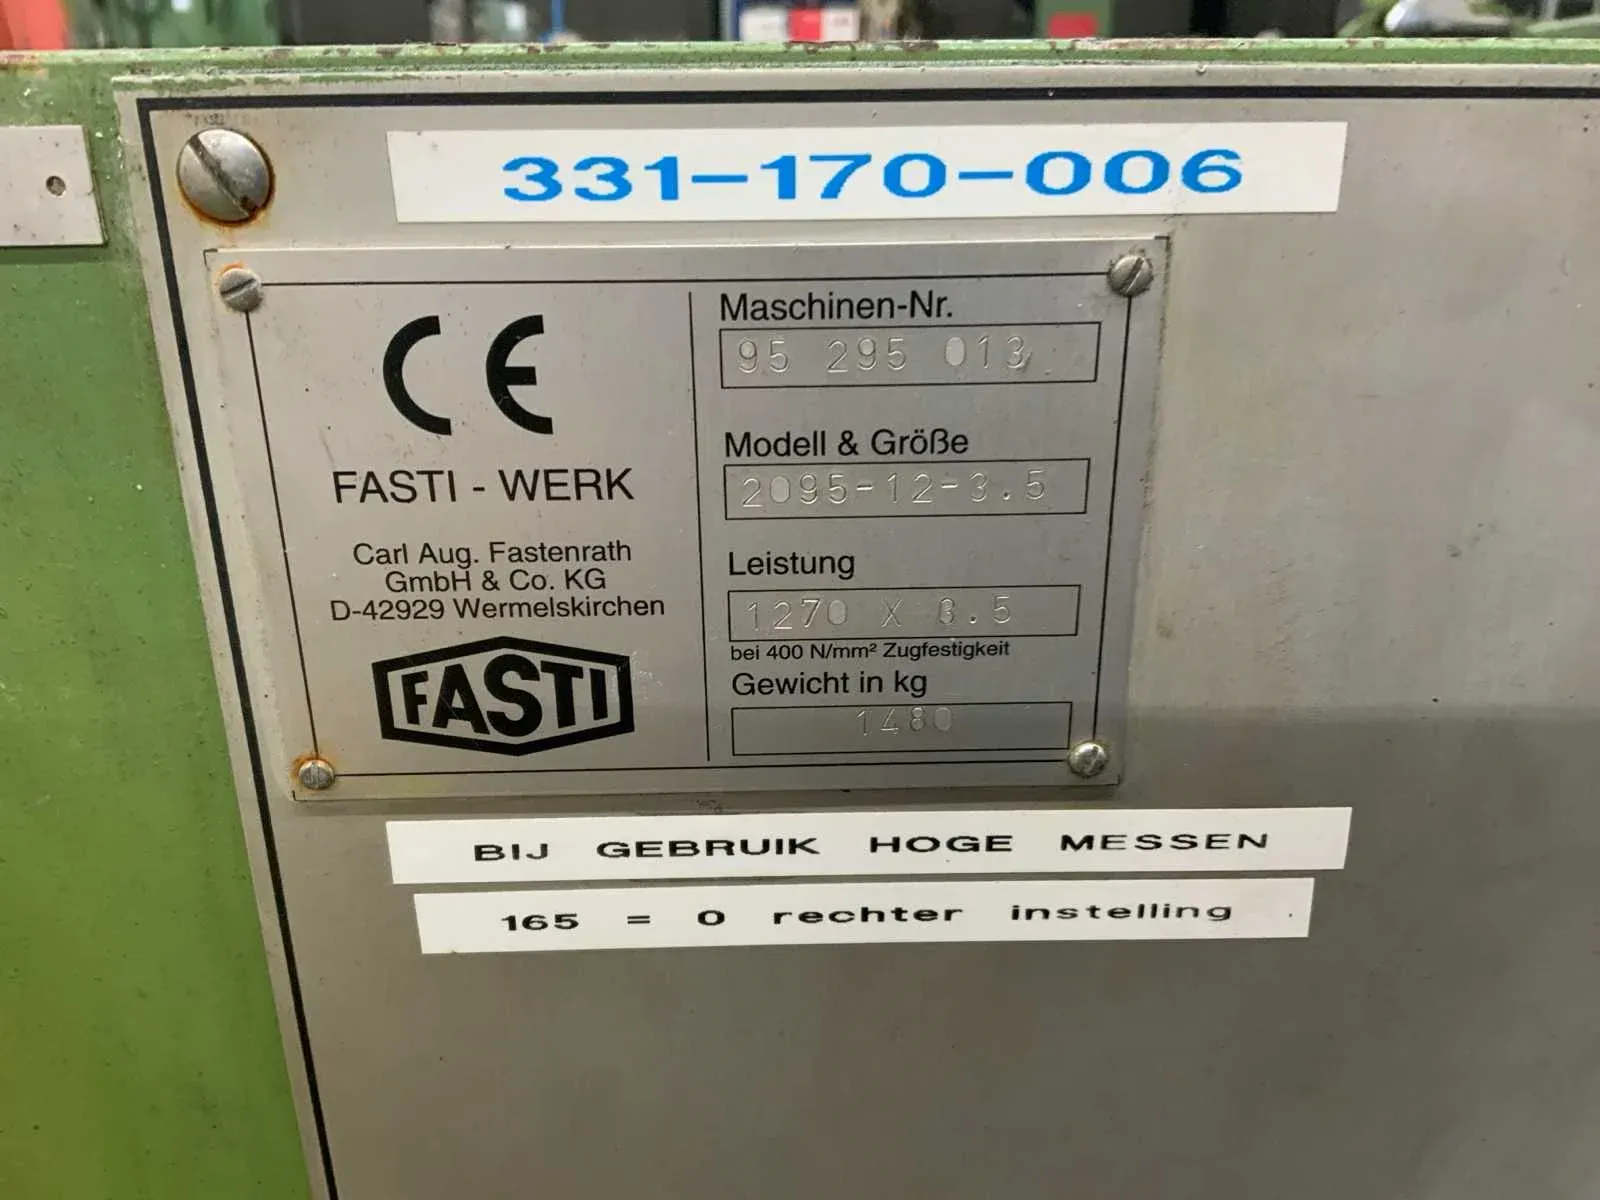 331-170-006
CE
FASTI - WERK
Carl Aug. Fastenrath
GmbH & Co. KG
D-42929 Wermelskirchen
FASTI
Maschinen-Nr.
95 295 013
Modell & Größe
2095-12-3.5
Leistung
1270 X 3.5
bei 400 N/mm² Zugfestigkeit
Gewicht in kg
1480
BIJ GEBRUIK HOGE MESSEN
165 = 0 rechter instelling